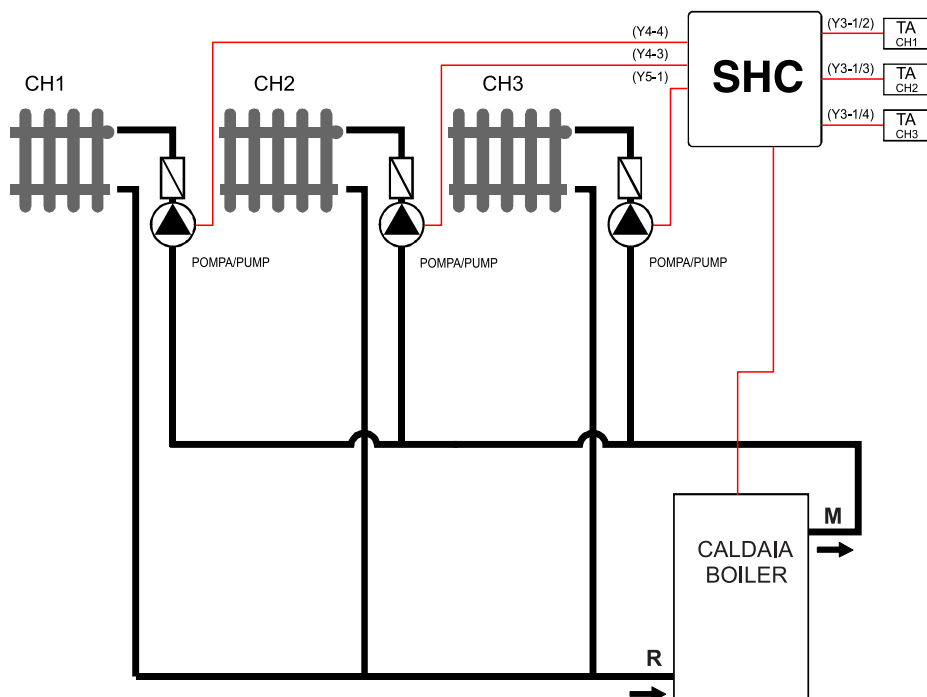 (Y4-4)
(Y4-3)
(Y5-1)
SHC
(Y3-1/2)
TA
CH1
(Y3-1/3)
TA
CH2
(Y3-1/4)
TA
CH3
CH1
CH2
CH3
POMPA/PUMP
POMPA/PUMP
POMPA/PUMP
M
CALDAIA
BOILER
R